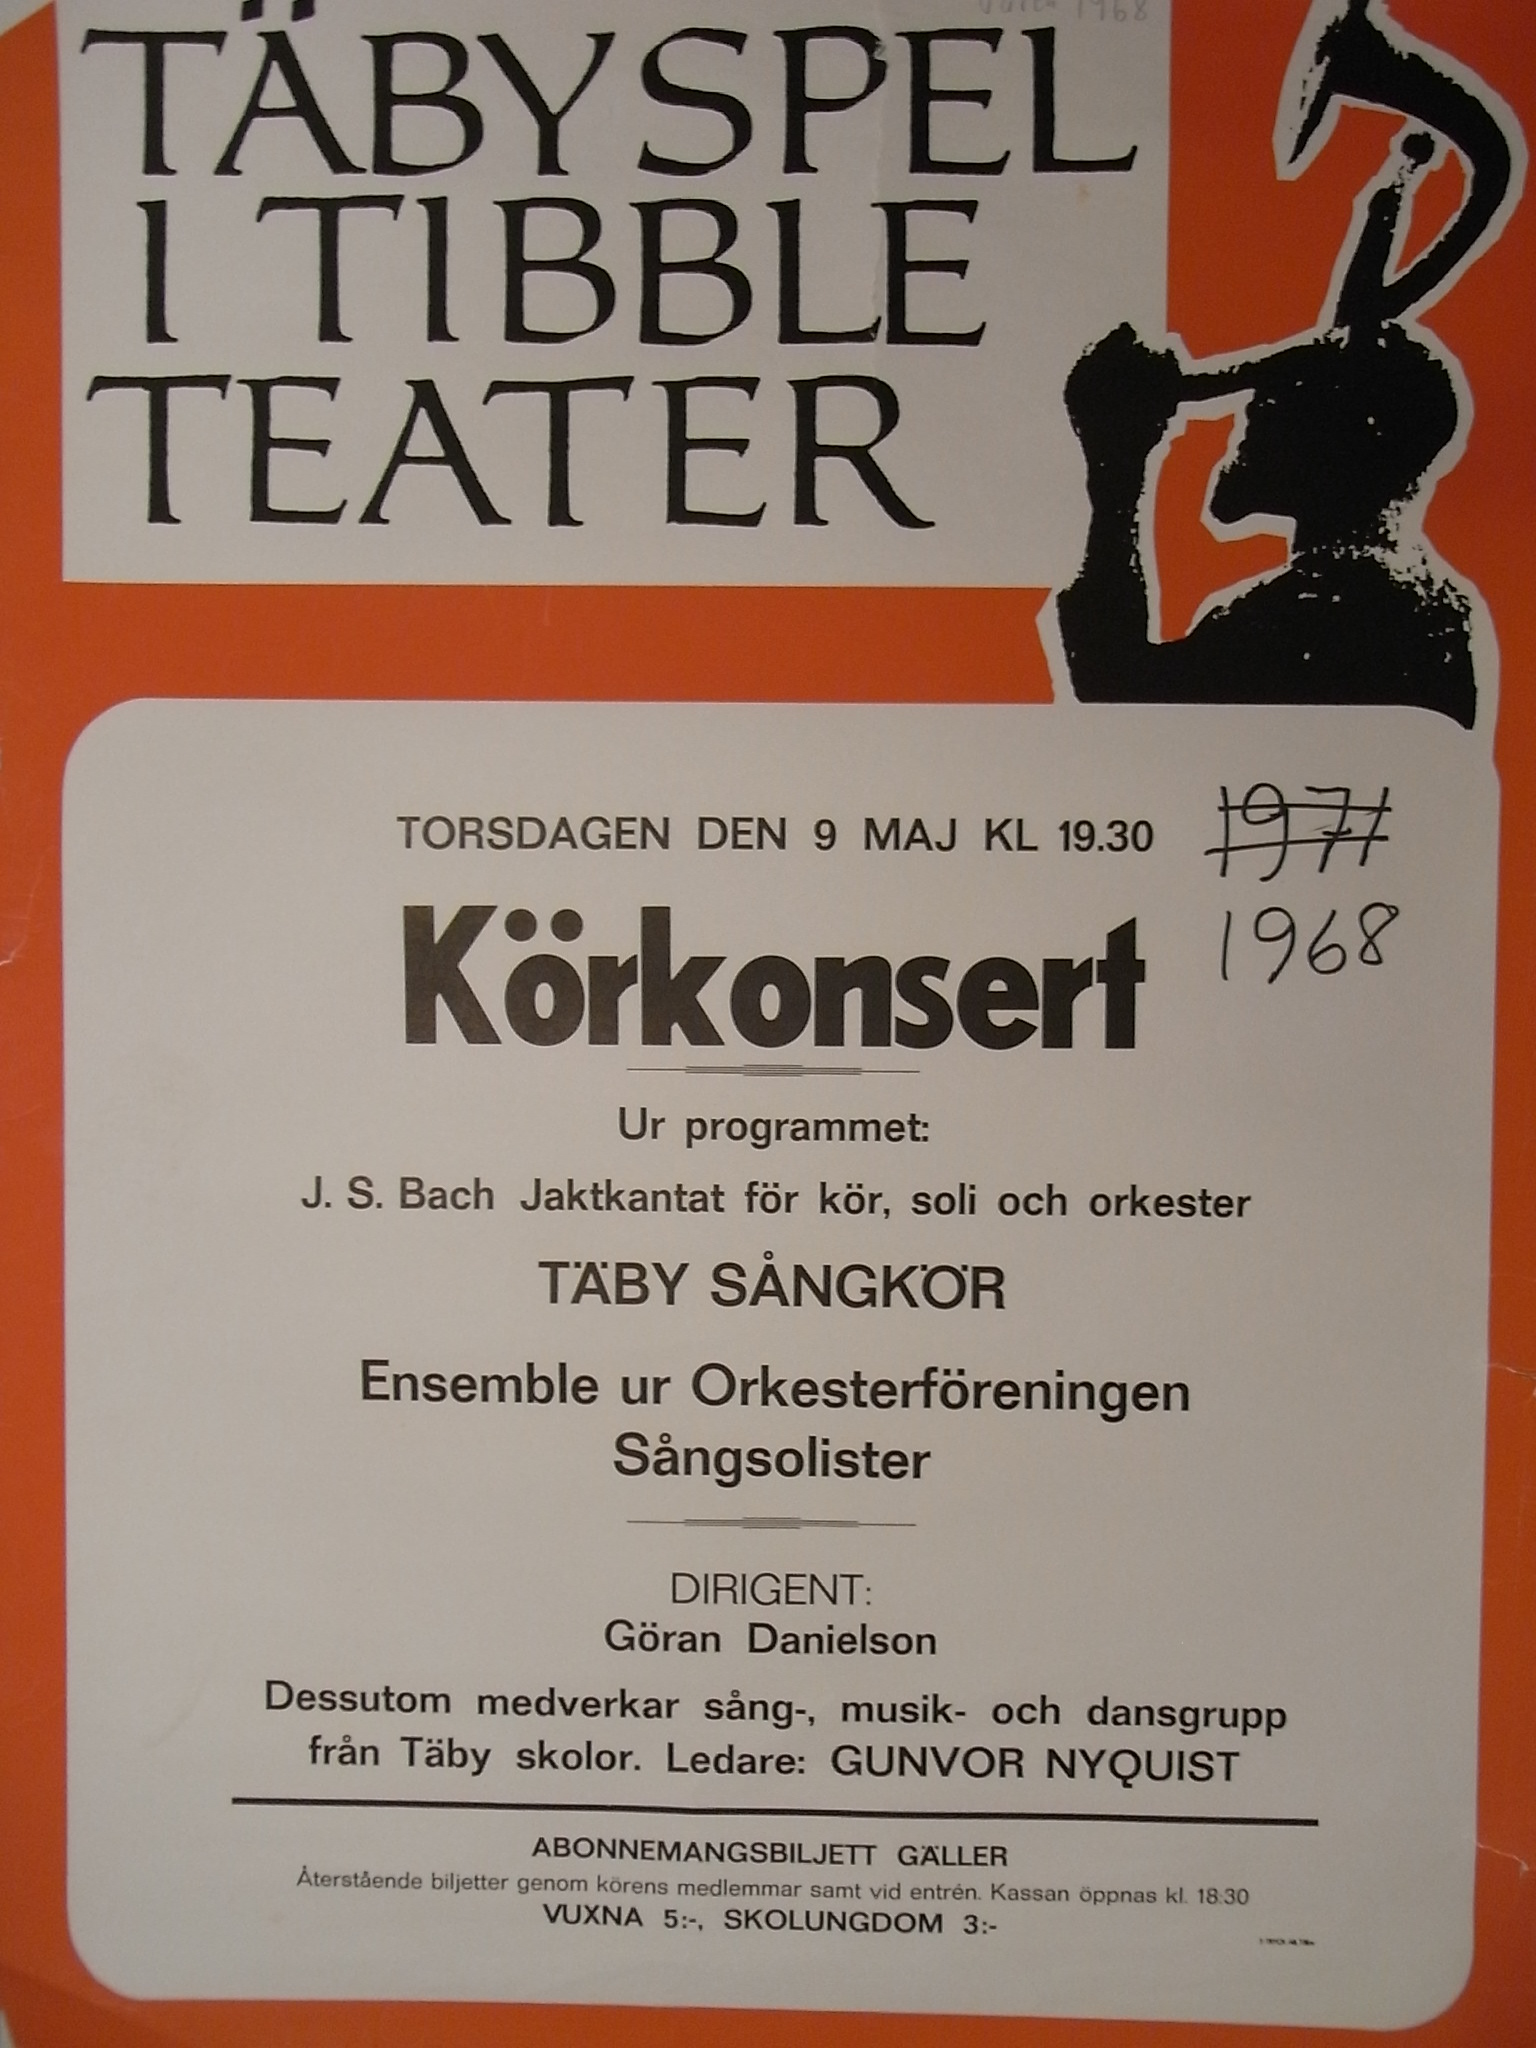 1968
TÄBYSPEL
I TIBBLE
TEATER
TORSDAGEN DEN 9 MAJ KL 19.30 1971
1968
Körkonsert
Ur programmet:
J. S. Bach Jaktkantat för kör, soli och orkester
TÄBY SÅNGKÖR
Ensemble ur Orkesterföreningen
Sångsolister
DIRIGENT:
Göran Danielson
Dessutom medverkar sång-, musik- och dansgrupp
från Täby skolor. Ledare: GUNVOR NYQUIST
ABONNEMANGSBILJETT GÄLLER
Återstående biljetter genom körens medlemmar samt vid entrén. Kassan öppnas kl. 18.30
VUXNA 5:-, SKOLUNGDOM 3:-